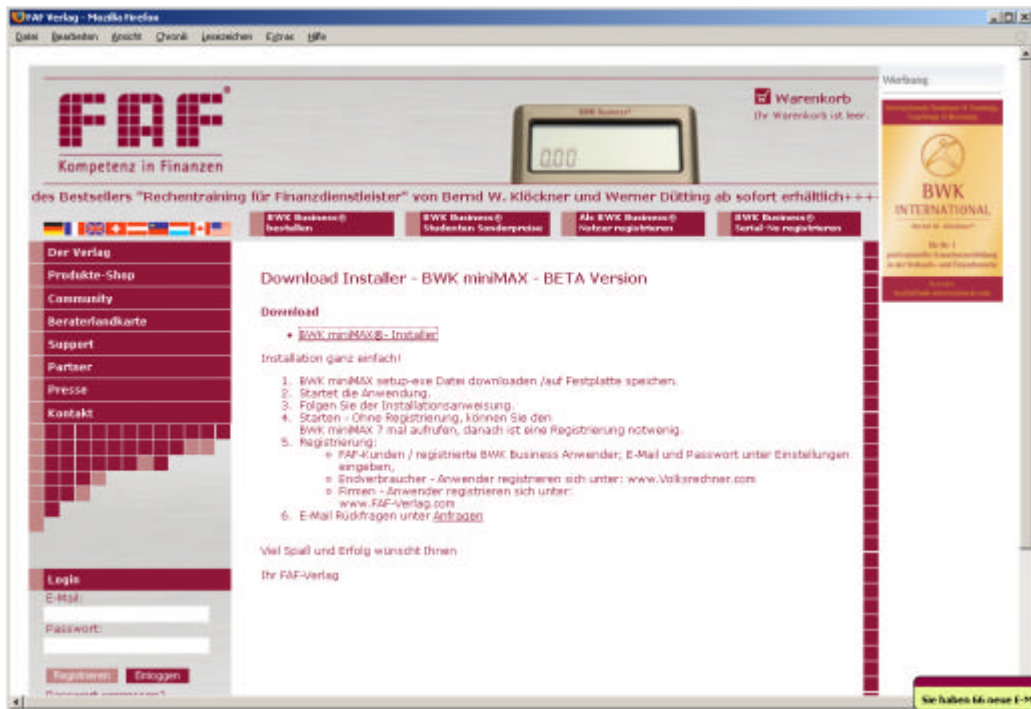 FAF Verlag - Mozilla Firefox
Datei Bearbeiten Ansicht Chronik Lesezeichen Extras Hilfe
FAF
Kompetenz in Finanzen
BWK Business
0.00
Warenkorb
Ihr Warenkorb ist leer.
Werbung
BWK
INTERNATIONAL
des Bestsellers "Rechentraining für Finanzdienstleister" von Bernd W. Klöckner und Werner Dütting ab sofort erhältlich+++
BWK Business®
bestellen
BWK Business®
Studenten Sonderpreise
Als BWK Business®
Nutzer registrieren
BWK Business®
Serial-No registrieren
Der Verlag
Produkte-Shop
Community
Beraterlandkarte
Support
Partner
Presse
Kontakt
Download Installer - BWK miniMAX - BETA Version
Download
• BWK miniMAX®- Installer
Installation ganz einfach!
1. BWK miniMAX setup-exe Datei downloaden /auf Festplatte speichen.
2. Startet die Anwendung.
3. Folgen Sie der Installationsanweisung.
4. Starten - Ohne Registrierung, können Sie den
BWK miniMAX 7 mal aufrufen, danach ist eine Registrierung notwenig.
5. Registrierung:
FAF-Kunden / registrierte BWK Business Anwender; E-Mail und Passwort unter Einstellungen
eingeben,
Endverbraucher - Anwender registrieren sich unter: www.Volksrechner.com
Firmen - Anwender registrieren sich unter:
www.FAF-Verlag.com
6. E-Mail Rückfragen unter Anfragen
Viel Spaß und Erfolg wünscht Ihnen
Ihr FAF-Verlag
Login
E-Mail:
Passwort:
Registrieren Einloggen
Passwort vergessen?
Sie haben 66 neue E-M